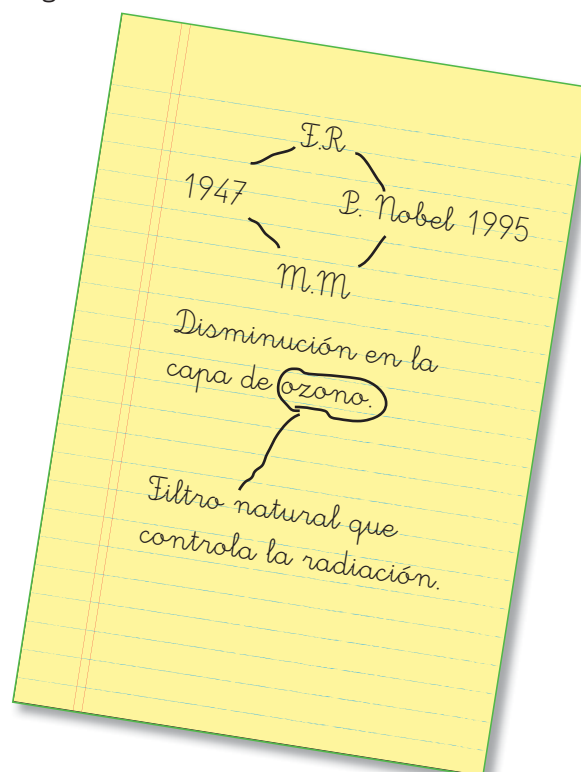 F.R
1947
P. Nobel 1995
M.M
Disminución en la
capa de ozono.
Filtro natural que
controla la radiación.